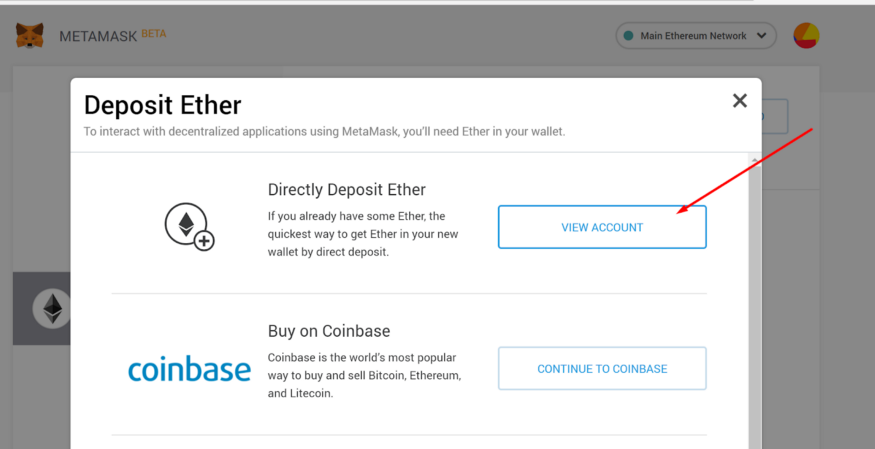 METAMASK BETA
Main Ethereum Network
Deposit Ether
To interact with decentralized applications using MetaMask, you'll need Ether in your wallet.
Directly Deposit Ether
If you already have some Ether, the
quickest way to get Ether in your new
wallet by direct deposit.
VIEW ACCOUNT
Buy on Coinbase
coinbase
Coinbase is the world's most popular
way to buy and sell Bitcoin, Ethereum,
and Litecoin.
CONTINUE TO COINBASE